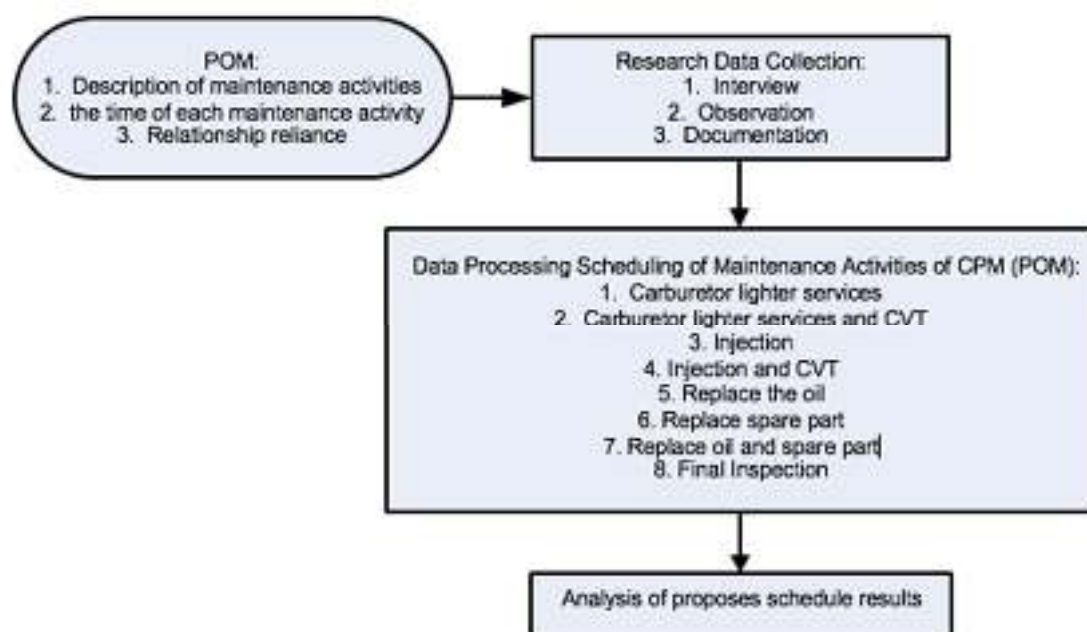 POM:
1. Description of maintenance activities
2. the time of each maintenance activity
3. Relationship reliance
Research Data Collection:
1. Interview
2. Observation
3. Documentation
Data Processing Scheduling of Maintenance Activities of CPM (POM):
1. Carburetor lighter services
2. Carburetor lighter services and CVT
3. Injection
4. Injection and CVT
5. Replace the oil
6. Replace spare part
7. Replace oil and spare part
8. Final Inspection
Analysis of proposes schedule results